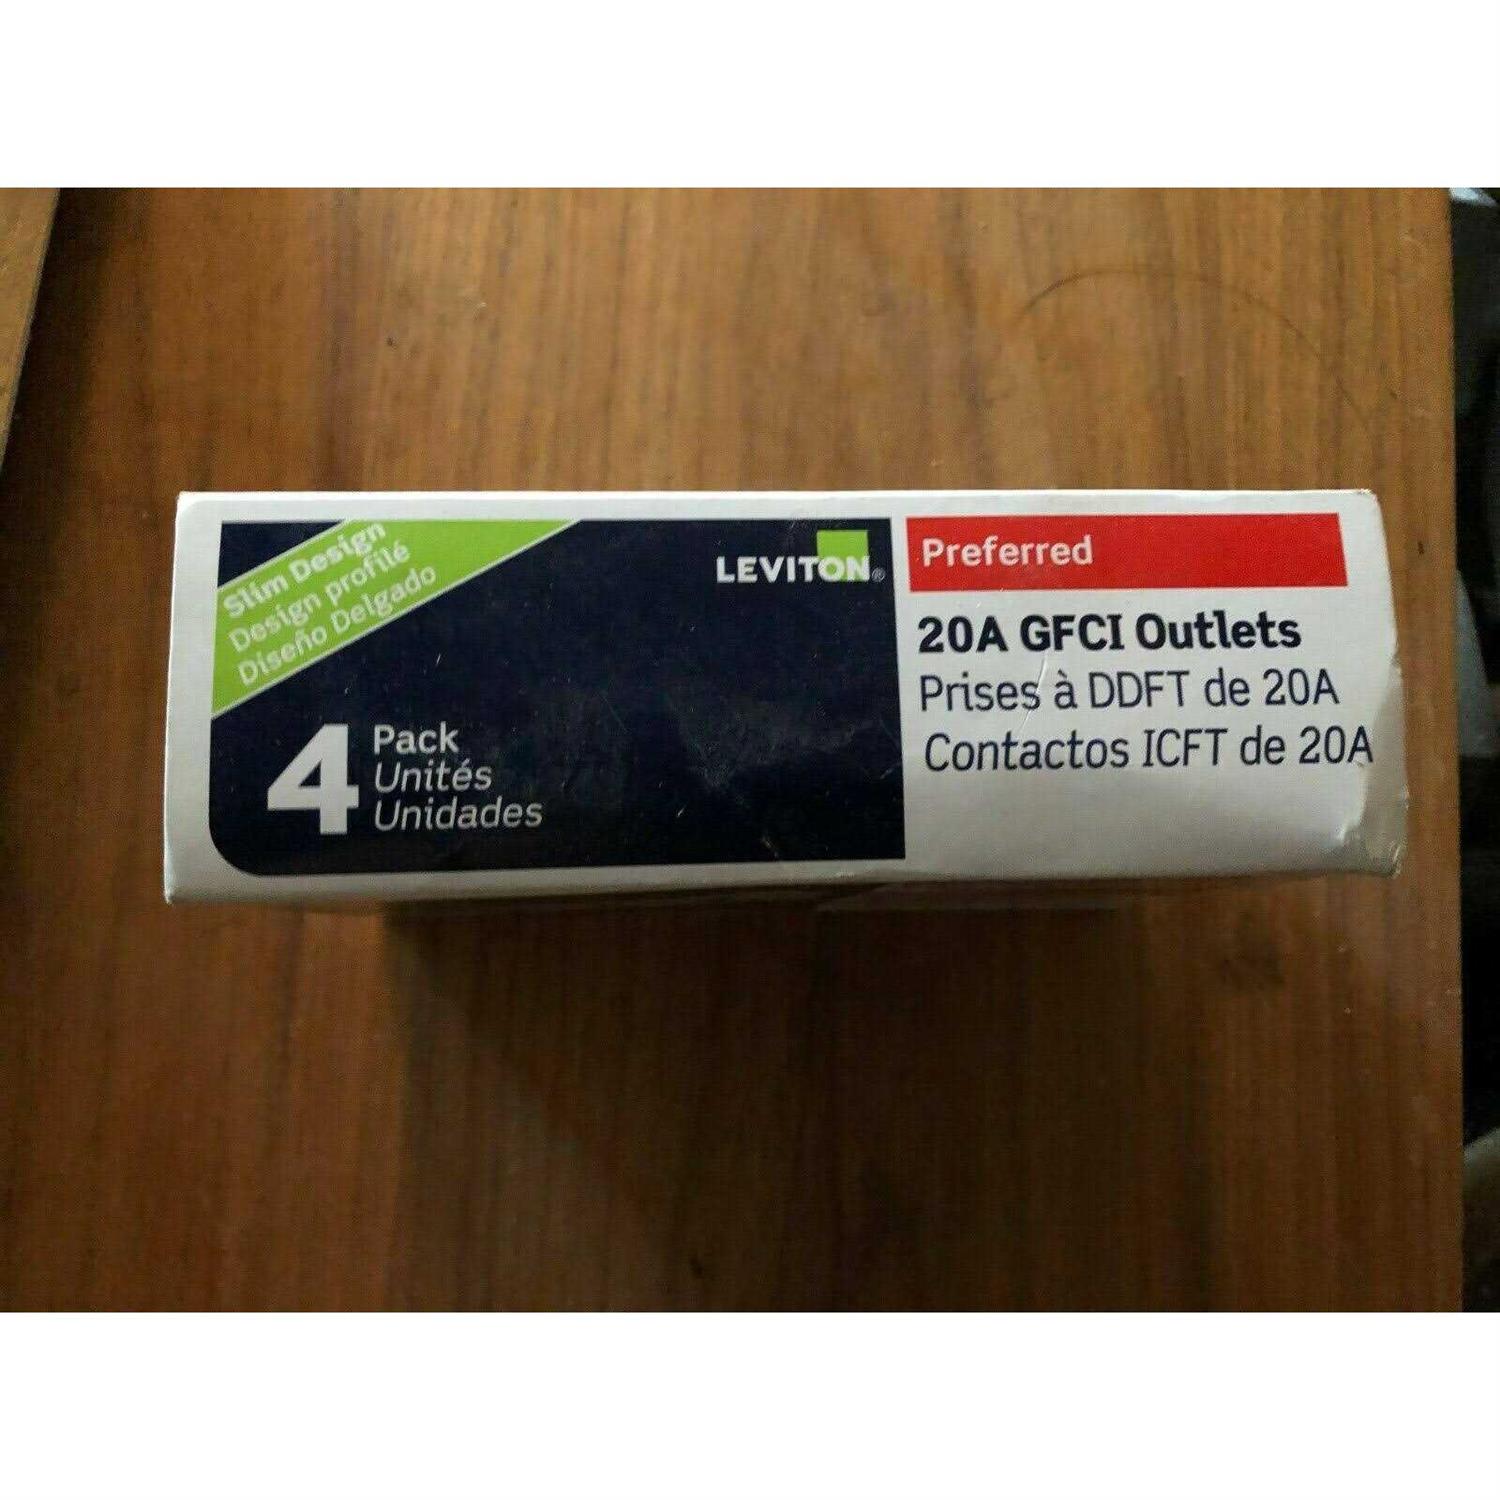 Slim Design
Design profilé
Diseño Delgado
LEVITON®
4
Pack
Unités
Unidades
Preferred
20A GFCI Outlets
Prises à DDFT de 20A
Contactos ICFT de 20A